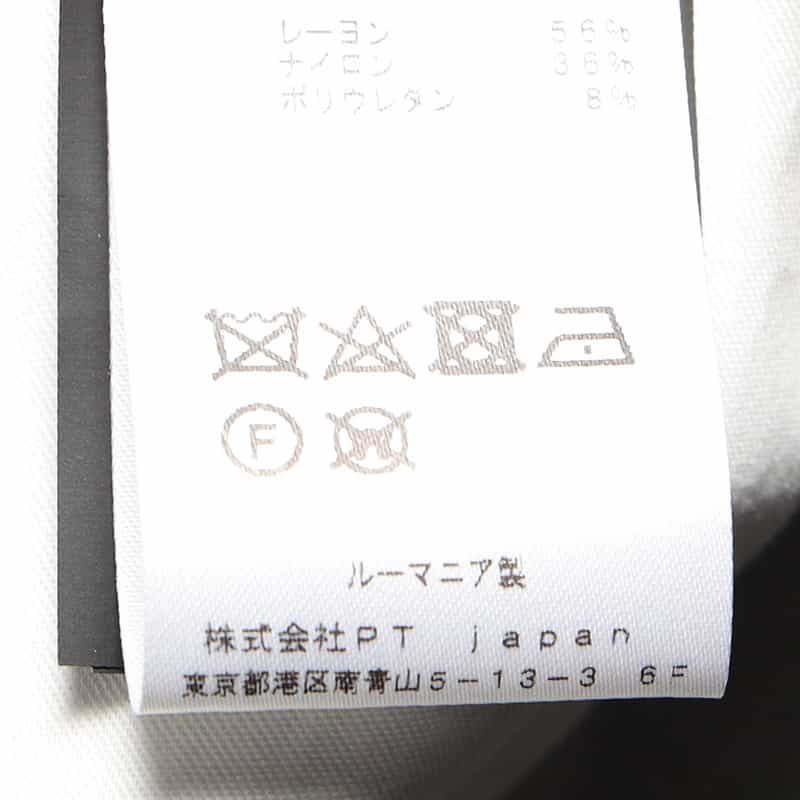 レーヨン 56%
ナイロン 36%
ポリウレタン 8%
F W
ルーマニア製
株式会社PT japan
東京都港区南青山5-13-3 6F